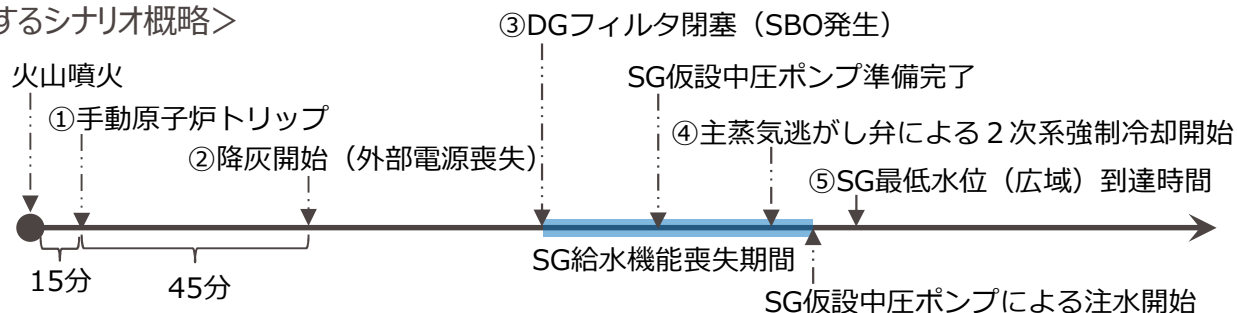 するシナリオ概略＞
③DGフィルタ閉塞（SBO発生）
火山噴火
SG仮設中圧ポンプ準備完了
①手動原子炉トリップ
④主蒸気逃がし弁による２次系強制冷却開始
②降灰開始（外部電源喪失）
⑤SG最低水位（広域）到達時間
SG給水機能喪失期間
15分
45分
SG仮設中圧ポンプによる注水開始